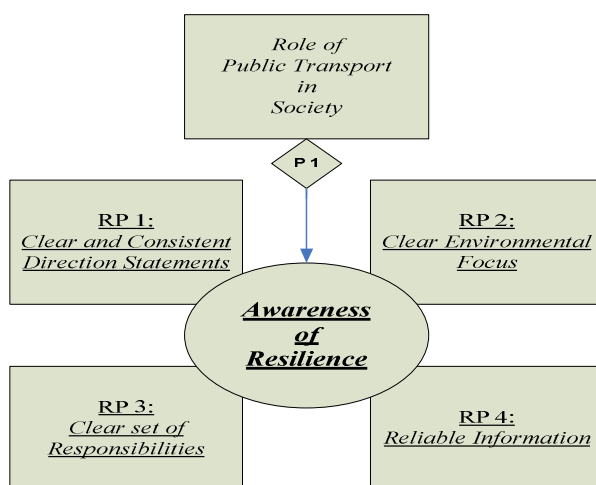 Role of
Public Transport
in
Society
P 1
RP 1:
Clear and Consistent
Direction Statements
RP 2:
Clear Environmental
Focus
Awareness
of
Resilience
RP 3:
Clear set of
Responsibilities
RP 4:
Reliable Information